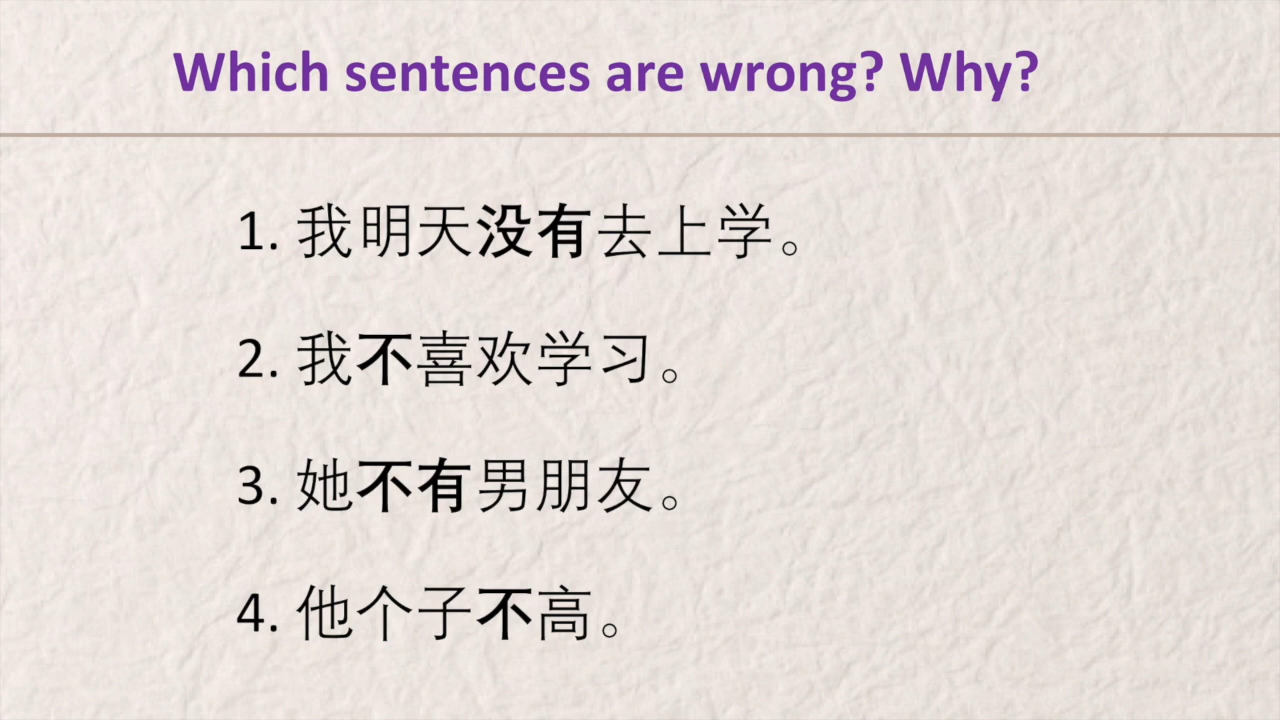 Which sentences are wrong? Why?
1. 我明天没有去上学。
2. 我不喜欢学习。
3. 她不有男朋友。
4. 他个子不高。